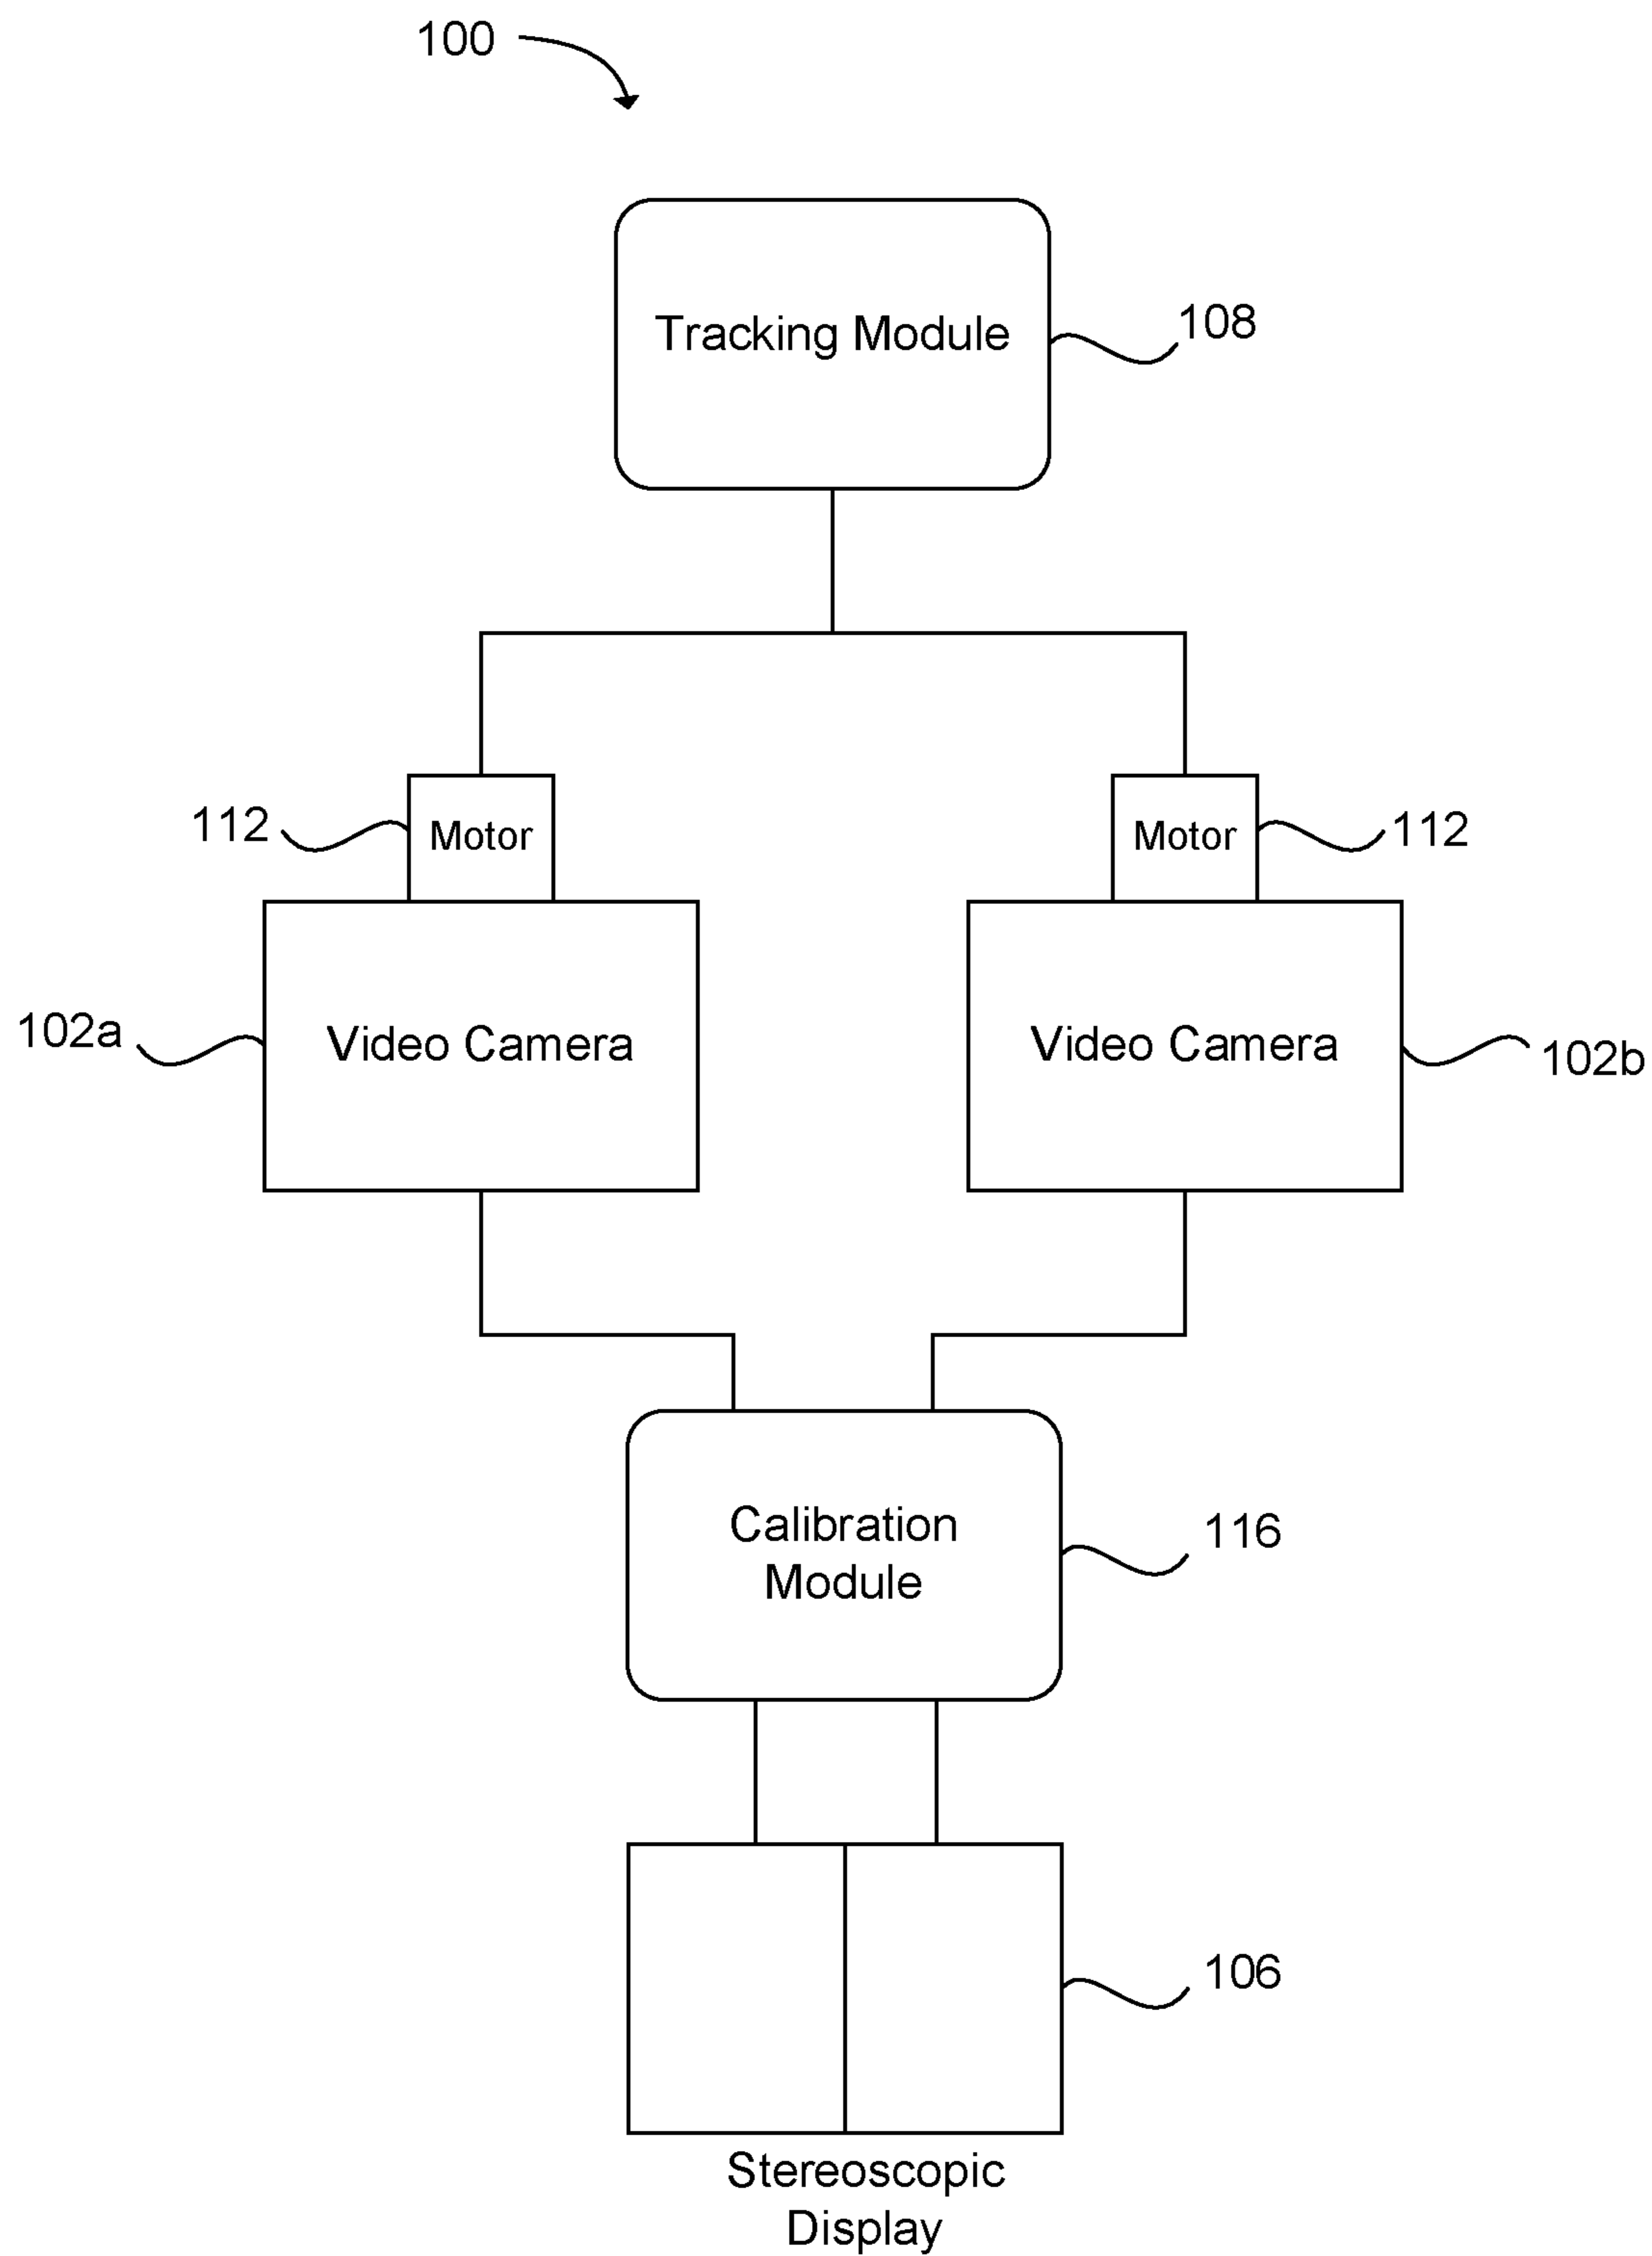 100
Tracking Module
108
112
Motor
Motor
112
102a
Video Camera
Video Camera
102b
Calibration
Module
116
106
Stereoscopic
Display